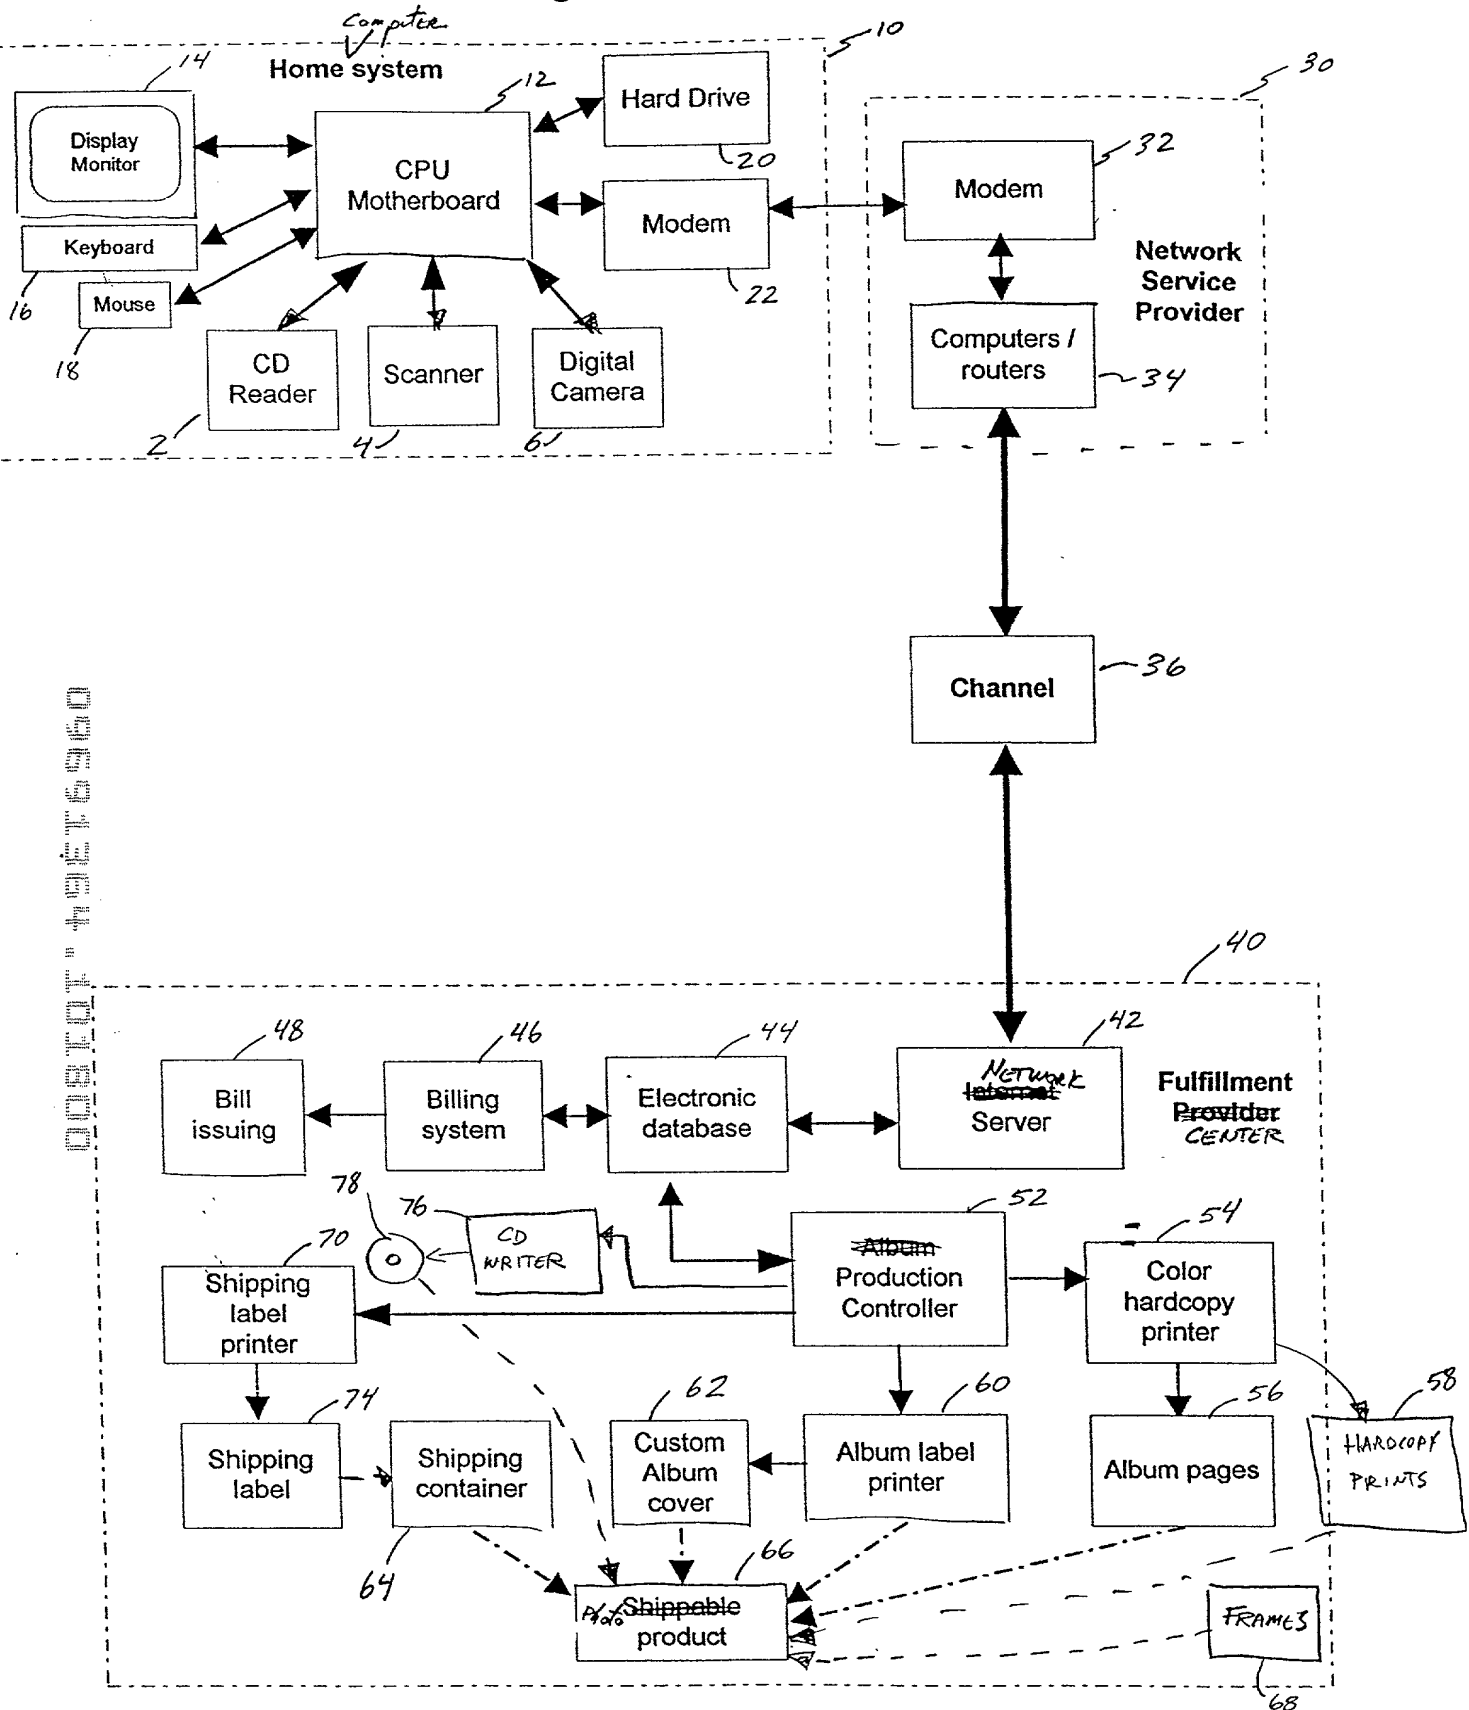 Computer
10
Home system
14
12
30
Display
Monitor
CPU
Motherboard
Hard Drive
20
Modem
32
Keyboard
16
Mouse
18
Modem
22
Network
Service
Provider
CD
Reader
2
Scanner
4
Digital
Camera
6
Computers /
routers
34
Channel
36
40
48
46
44
42
Bill
issuing
Billing
system
Electronic
database
NETWORK
Internet
Server
Fulfillment
Provider
CENTER
78
76
CD
WRITER
52
Album
Production
Controller
54
Color
hardcopy
printer
70
Shipping
label
printer
74
Shipping
label
Shipping
container
64
62
Custom
Album
cover
60
Album label
printer
56
Album pages
58
HARDCOPY
PRINTS
66
Photo Shippable
product
FRAMES
68
09691364.101800